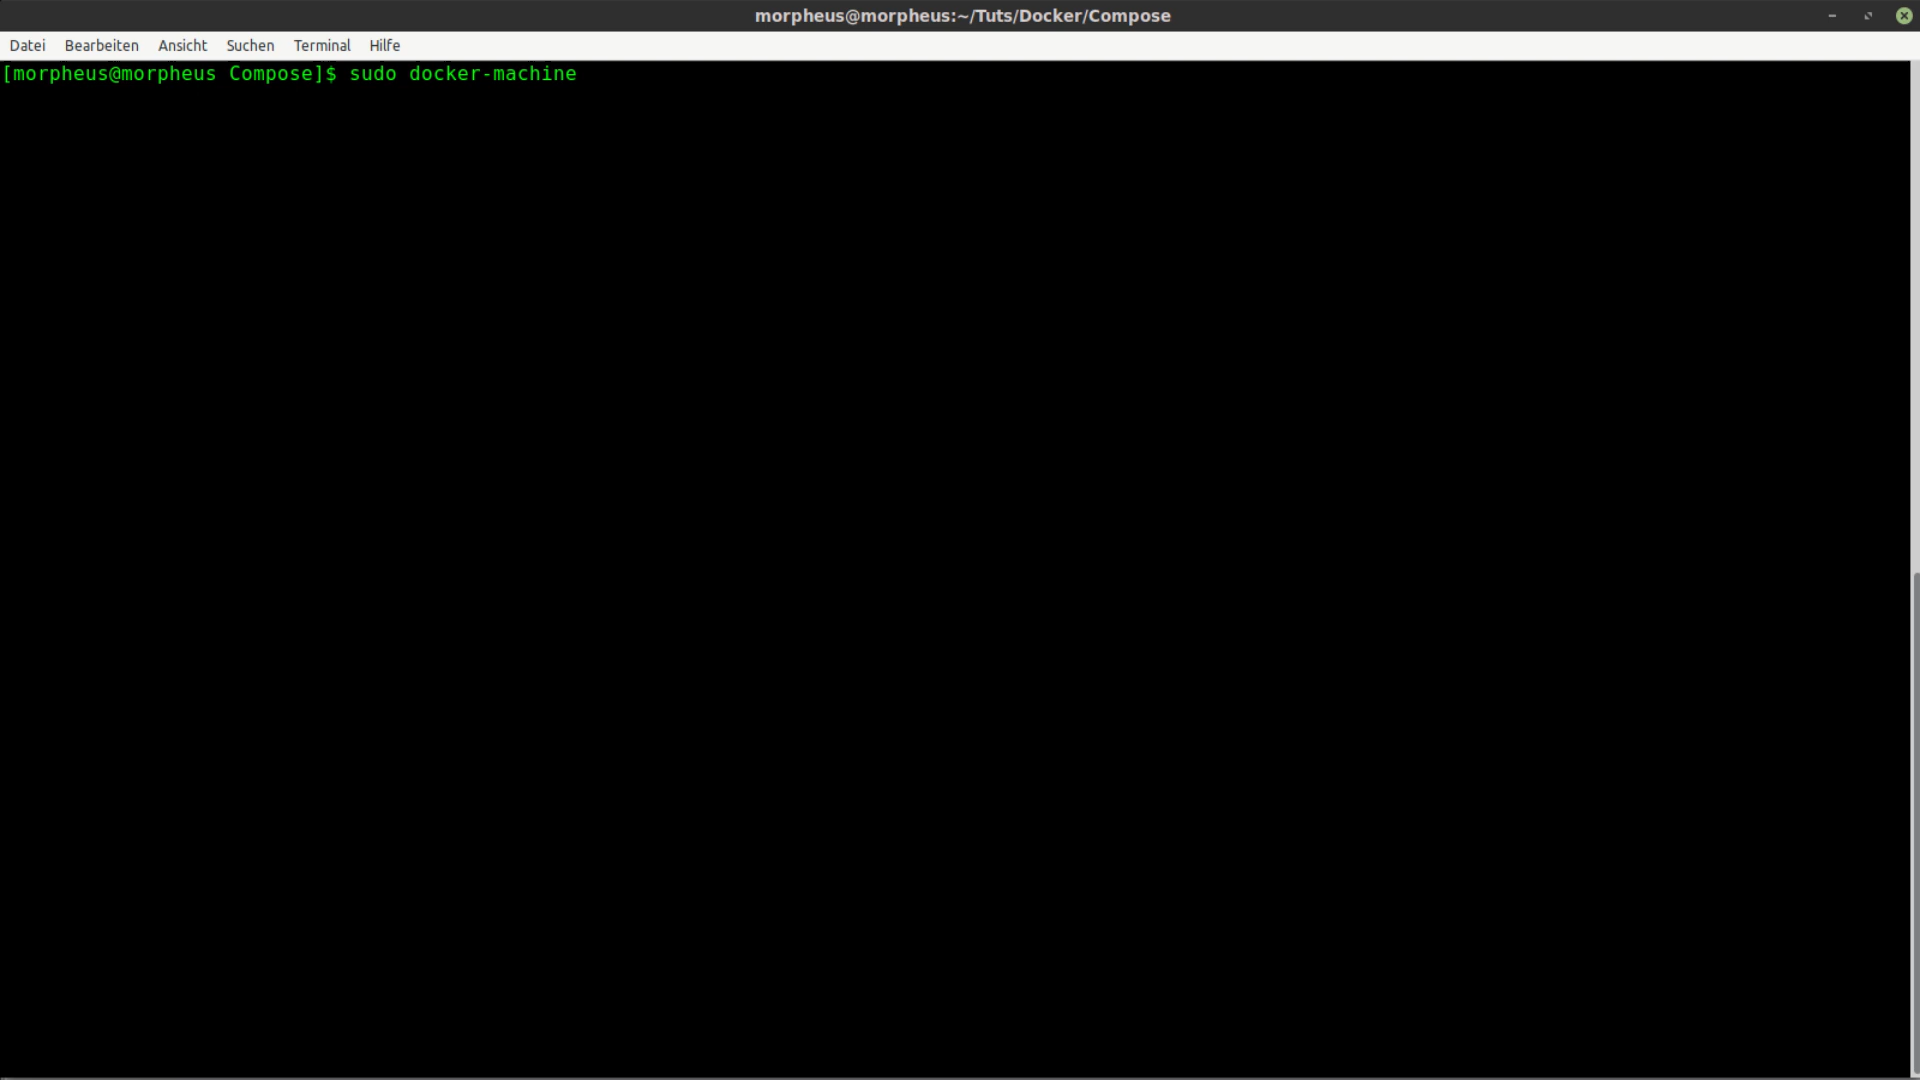 morpheus@morpheus:~/Tuts/Docker/Compose
Datei Bearbeiten Ansicht Suchen Terminal Hilfe
[morpheus@morpheus Compose]$ sudo docker-machine